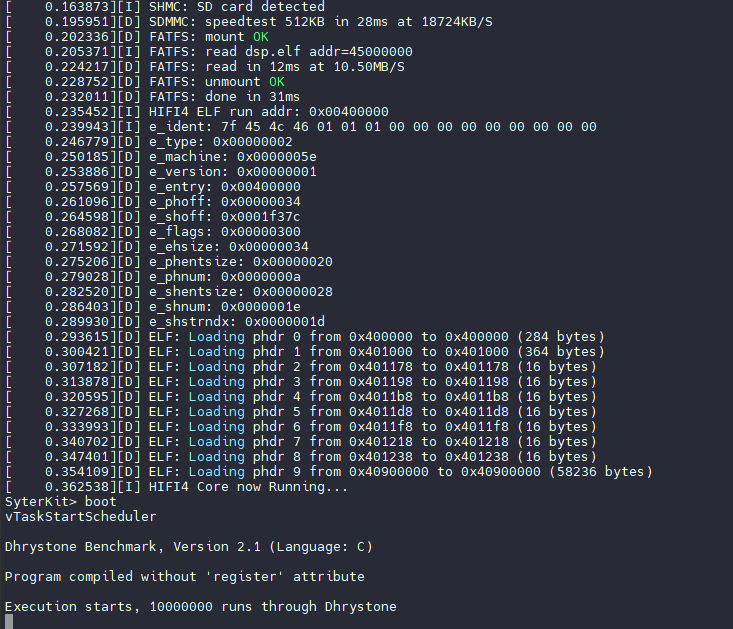 [    0.163873][I] SHMC: SD card detected
[    0.195951][D] SDMMC: speedtest 512KB in 28ms at 18724KB/S
[    0.202336][D] FATFS: mount OK
[    0.205371][I] FATFS: read dsp.elf addr=45000000
[    0.224217][D] FATFS: read in 12ms at 10.50MB/S
[    0.228752][D] FATFS: unmount OK
[    0.232011][D] FATFS: done in 31ms
[    0.235452][I] HIFI4 ELF run addr: 0x00400000
[    0.239943][I] e_ident: 7f 45 4c 46 01 01 01 00 00 00 00 00 00 00 00 00
[    0.246779][D] e_type: 0x00000002
[    0.250185][D] e_machine: 0x0000005e
[    0.253886][D] e_version: 0x00000001
[    0.257569][D] e_entry: 0x00400000
[    0.261096][D] e_phoff: 0x00000034
[    0.264598][D] e_shoff: 0x0001f37c
[    0.268082][D] e_flags: 0x00000300
[    0.271592][D] e_ehsize: 0x00000034
[    0.275206][D] e_phentsize: 0x00000020
[    0.279028][D] e_phnum: 0x0000000a
[    0.282520][D] e_shentsize: 0x00000028
[    0.286403][D] e_shnum: 0x0000001e
[    0.289930][D] e_shstrndx: 0x0000001d
[    0.293615][D] ELF: Loading phdr 0 from 0x400000 to 0x400000 (284 bytes)
[    0.300421][D] ELF: Loading phdr 1 from 0x401000 to 0x401000 (364 bytes)
[    0.307182][D] ELF: Loading phdr 2 from 0x401178 to 0x401178 (16 bytes)
[    0.313878][D] ELF: Loading phdr 3 from 0x401198 to 0x401198 (16 bytes)
[    0.320595][D] ELF: Loading phdr 4 from 0x4011b8 to 0x4011b8 (16 bytes)
[    0.327268][D] ELF: Loading phdr 5 from 0x4011d8 to 0x4011d8 (16 bytes)
[    0.333993][D] ELF: Loading phdr 6 from 0x4011f8 to 0x4011f8 (16 bytes)
[    0.340702][D] ELF: Loading phdr 7 from 0x401218 to 0x401218 (16 bytes)
[    0.347401][D] ELF: Loading phdr 8 from 0x401238 to 0x401238 (16 bytes)
[    0.354109][D] ELF: Loading phdr 9 from 0x40900000 to 0x40900000 (58236 bytes)
[    0.362538][I] HIFI4 Core now Running...
SyterKit> boot
vTaskStartScheduler
Dhrystone Benchmark, Version 2.1 (Language: C)
Program compiled without 'register' attribute
Execution starts, 10000000 runs through Dhrystone